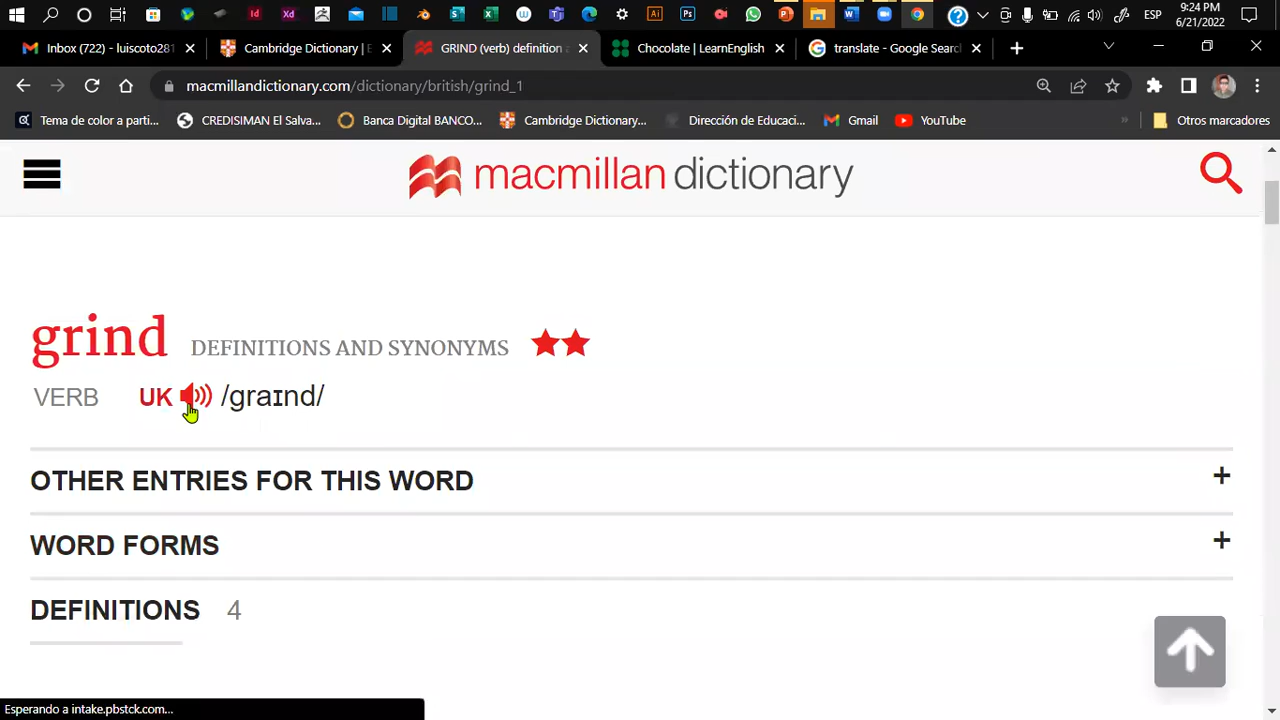 9:24 PM
ESP
6/21/2022
Inbox (722) - luiscoto281
Cambridge Dictionary | E
GRIND (verb) definition a
Chocolate | LearnEnglish
translate - Google Searc
macmillandictionary.com/dictionary/british/grind_1
Tema de color a parti...
CREDISIMAN El Salva...
Banca Digital BANCO...
Cambridge Dictionary...
Dirección de Educaci...
Gmail
YouTube
»
Otros marcadores
macmillan dictionary
grind DEFINITIONS AND SYNONYMS ★★
VERB UK /ɡraɪnd/
OTHER ENTRIES FOR THIS WORD +
WORD FORMS +
DEFINITIONS 4
Esperando a intake.pbstck.com...